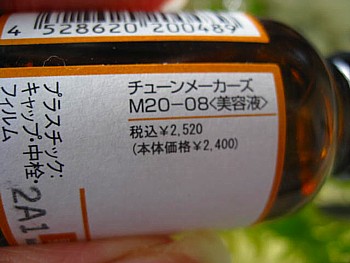 4 528620 200489
チューンメーカーズ
M20-08<美容液>
税込￥2,520
(本体価格￥2,400)
プラスチック:
キャップ・中栓・
フィルム
2A1